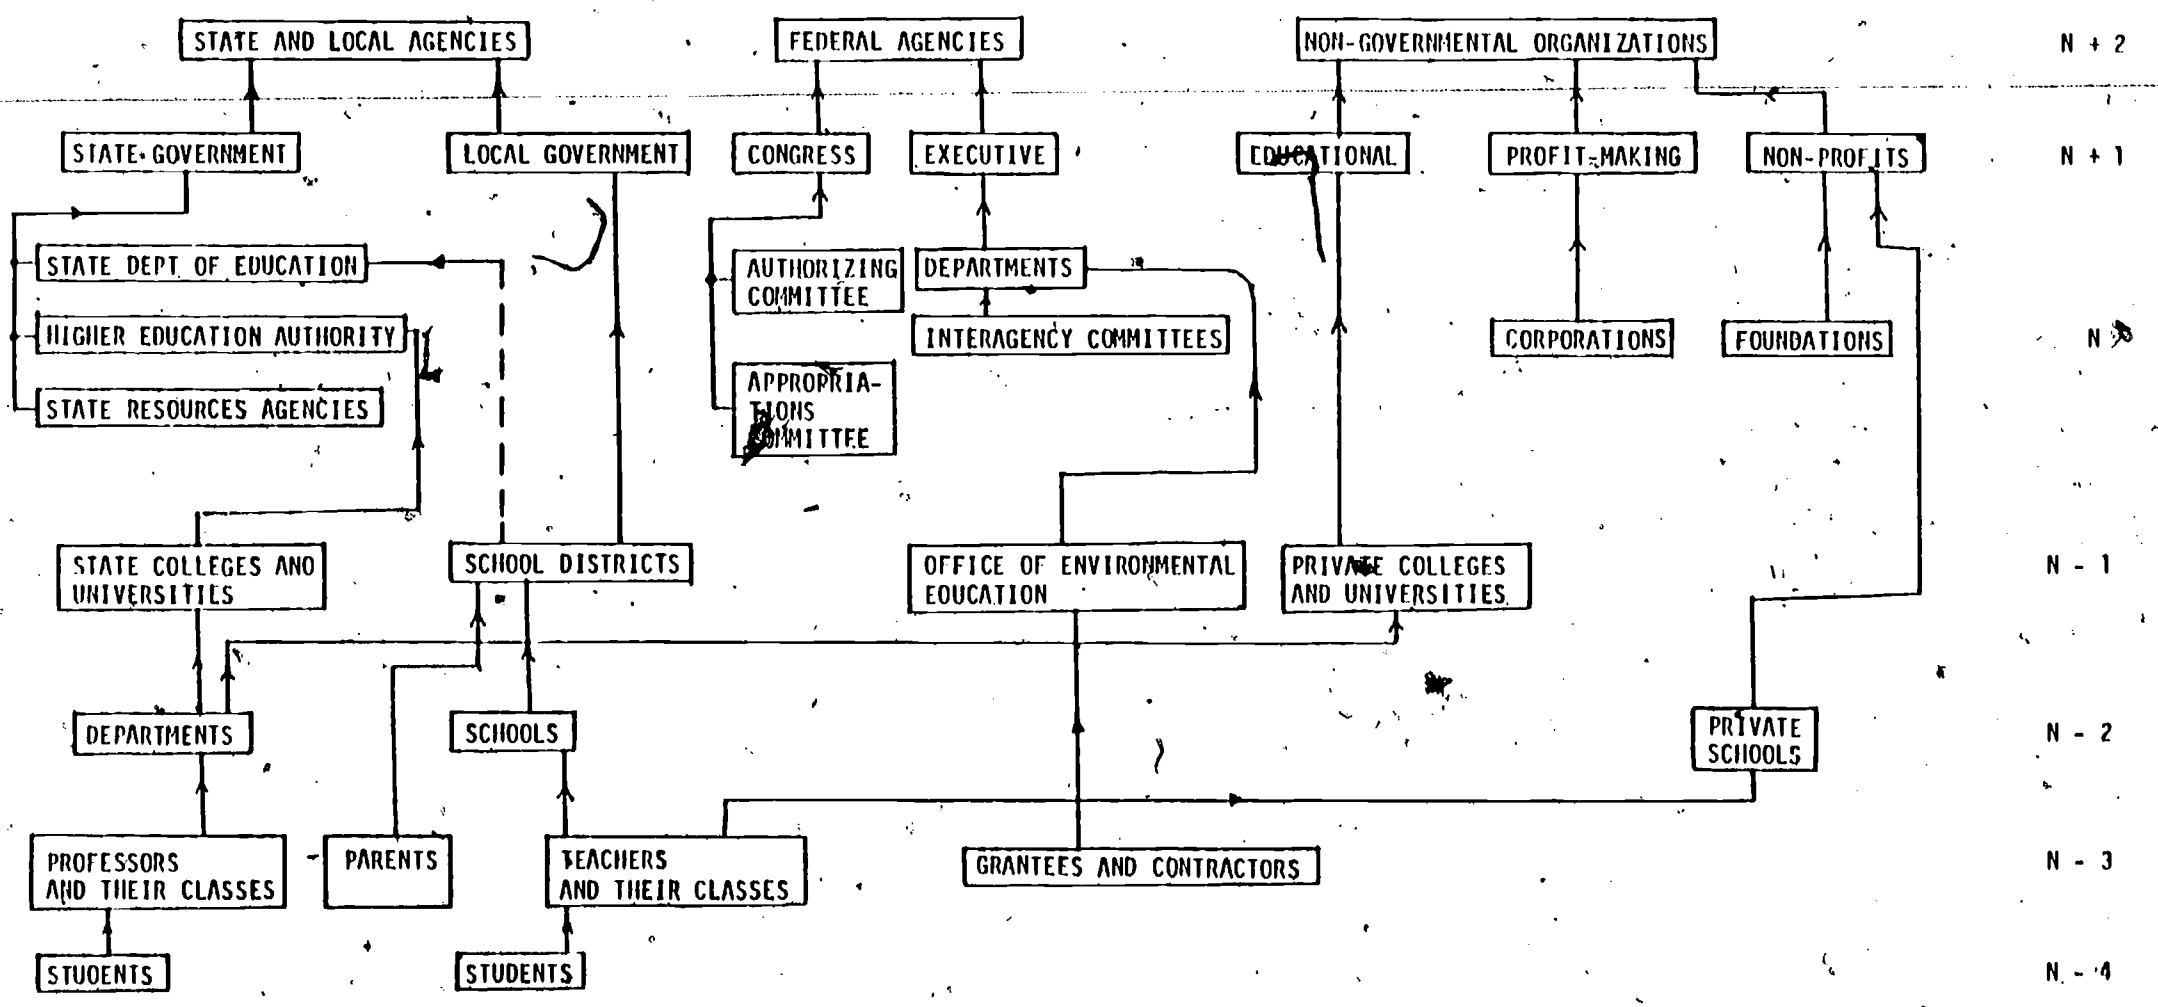 STATE AND LOCAL AGENCIES
FEDERAL AGENCIES
NON-GOVERNMENTAL ORGANIZATIONS
N + 2
STATE GOVERNMENT
LOCAL GOVERNMENT
CONGRESS
EXECUTIVE
EDUCATIONAL
PROFIT-MAKING
NON-PROFITS
N + 1
STATE DEPT OF EDUCATION
AUTHORIZING
COMMITTEE
DEPARTMENTS
HIGHER EDUCATION AUTHORITY
INTERAGENCY COMMITTEES
CORPORATIONS
FOUNDATIONS
N
STATE RESOURCES AGENCIES
APPROPRIA-
TIONS
COMMITTEE
STATE COLLEGES AND
UNIVERSITIES
SCHOOL DISTRICTS
OFFICE OF ENVIRONMENTAL
EDUCATION
PRIVATE COLLEGES
AND UNIVERSITIES
N - 1
DEPARTMENTS
SCHOOLS
PRIVATE
SCHOOLS
N - 2
PROFESSORS
AND THEIR CLASSES
PARENTS
TEACHERS
AND THEIR CLASSES
GRANTEES AND CONTRACTORS
N - 3
STUDENTS
STUDENTS
N - 4